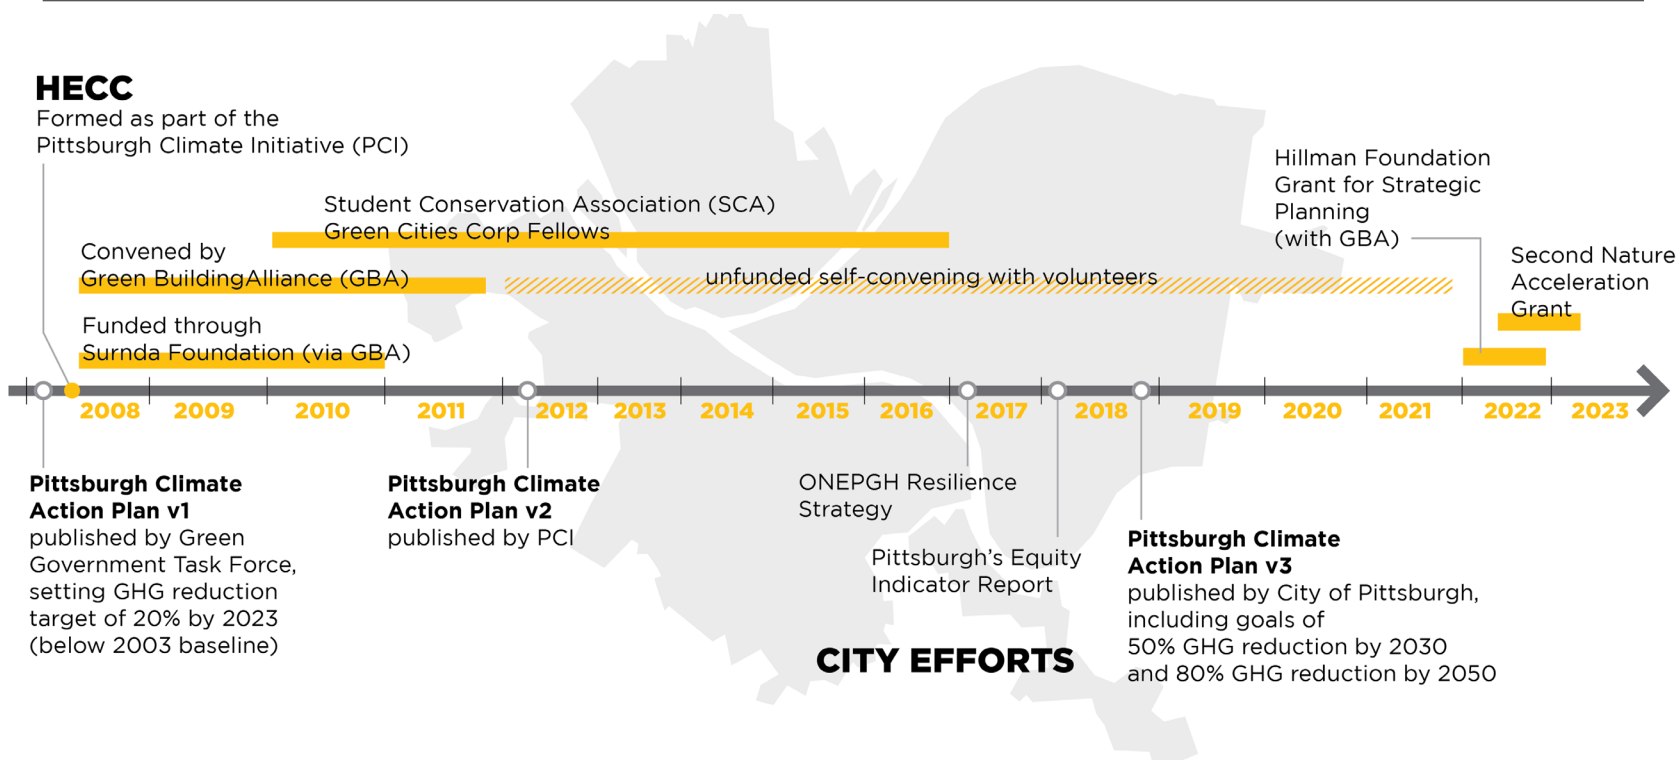 HECC
Formed as part of the
Pittsburgh Climate Initiative (PCI)
Student Conservation Association (SCA)
Green Cities Corp Fellows
Convened by
Green BuildingAlliance (GBA)
unfunded self-convening with volunteers
Funded through
Surnda Foundation (via GBA)
Hillman Foundation
Grant for Strategic
Planning
(with GBA)
Second Nature
Acceleration
Grant
2008 2009 2010 2011 2012 2013 2014 2015 2016 2017 2018 2019 2020 2021 2022 2023
Pittsburgh Climate
Action Plan v1
published by Green
Government Task Force,
setting GHG reduction
target of 20% by 2023
(below 2003 baseline)
Pittsburgh Climate
Action Plan v2
published by PCI
ONEPGH Resilience
Strategy
Pittsburgh’s Equity
Indicator Report
Pittsburgh Climate
Action Plan v3
published by City of Pittsburgh,
including goals of
50% GHG reduction by 2030
and 80% GHG reduction by 2050
CITY EFFORTS